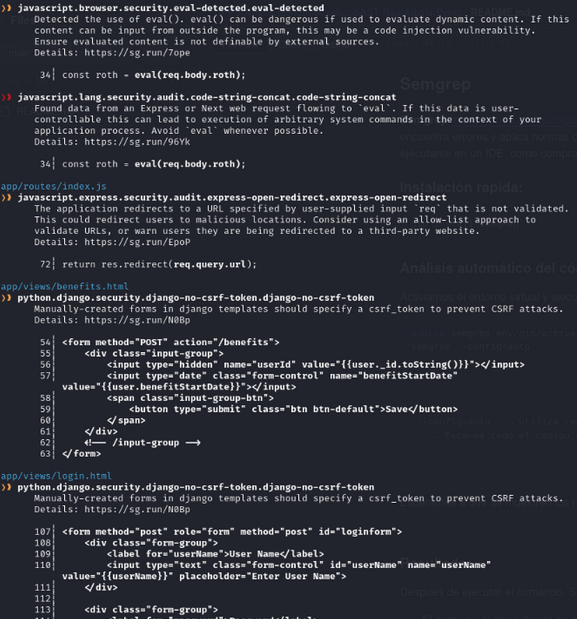 ❯❱ javascript.browser.security.eval-detected.eval-detected
Detected the use of eval(). eval() can be dangerous if used to evaluate dynamic content. If this
content can be input from outside the program, this may be a code injection vulnerability.
Ensure evaluated content is not definable by external sources.
Details: https://sg.run/7ope
34┆ const roth = eval(req.body.roth);
❯❱ javascript.lang.security.audit.code-string-concat.code-string-concat
Found data from an Express or Next web request flowing to `eval`. If this data is user-
controllable this can lead to execution of arbitrary system commands in the context of your
application process. Avoid `eval` whenever possible.
Details: https://sg.run/96Yk
34┆ const roth = eval(req.body.roth);
app/routes/index.js
❯❱ javascript.express.security.audit.express-open-redirect.express-open-redirect
The application redirects to a URL specified by user-supplied input `req` that is not validated.
This could redirect users to malicious locations. Consider using an allow-list approach to
validate URLs, or warn users they are being redirected to a third-party website.
Details: https://sg.run/EpoP
72┆ return res.redirect(req.query.url);
app/views/benefits.html
❯❱ python.django.security.django-no-csrf-token.django-no-csrf-token
Manually-created forms in django templates should specify a csrf_token to prevent CSRF attacks.
Details: https://sg.run/N0Bp
54┆ <form method="POST" action="/benefits">
55┆ <div class="input-group">
56┆ <input type="hidden" name="userId" value="{{user._id.toString()}}"></input>
57┆ <input type="date" class="form-control" name="benefitStartDate"
value="{{user.benefitStartDate}}"></input>
58┆ <span class="input-group-btn">
59┆ <button type="submit" class="btn btn-default">Save</button>
60┆ </span>
61┆ </div>
62┆ <!-- /input-group -->
63┆ </form>
app/views/login.html
❯❱ python.django.security.django-no-csrf-token.django-no-csrf-token
Manually-created forms in django templates should specify a csrf_token to prevent CSRF attacks.
Details: https://sg.run/N0Bp
107┆ <form method="post" role="form" method="post" id="loginform">
108┆ <div class="form-group">
109┆ <label for="userName">User Name</label>
110┆ <input type="text" class="form-control" id="userName" name="userName"
value="{{userName}}" placeholder="Enter User Name">
111┆ </div>
112┆
113┆ <div class="form-group">
Semgrep
Instalación rapida: